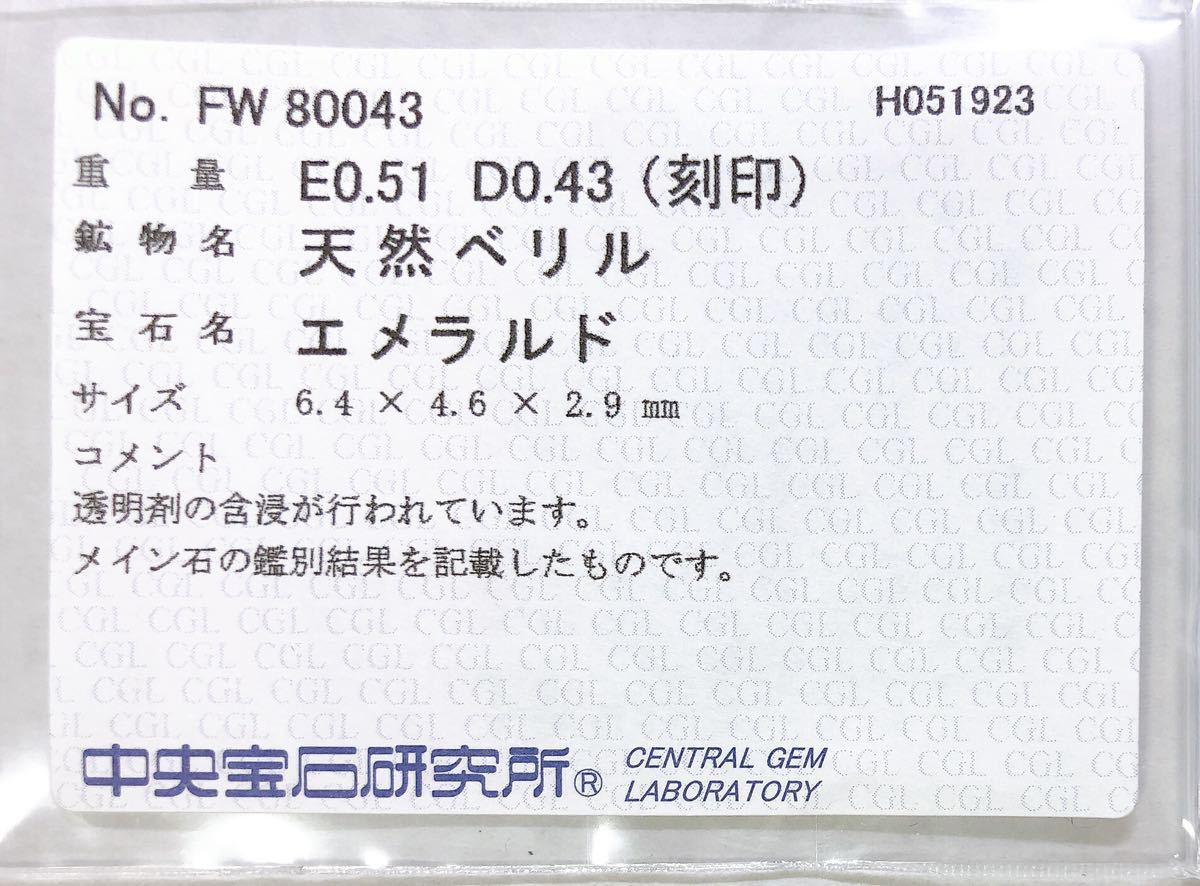 No. FW 80043 H051923
重量 E0.51 D0.43 (刻印)
鉱物名 天然ベリル
宝石名 エメラルド
サイズ 6.4 × 4.6 × 2.9 mm
コメント
透明剤の含浸が行われています。
メイン石の鑑別結果を記載したものです。
中央宝石研究所® CENTRAL GEM
LABORATORY